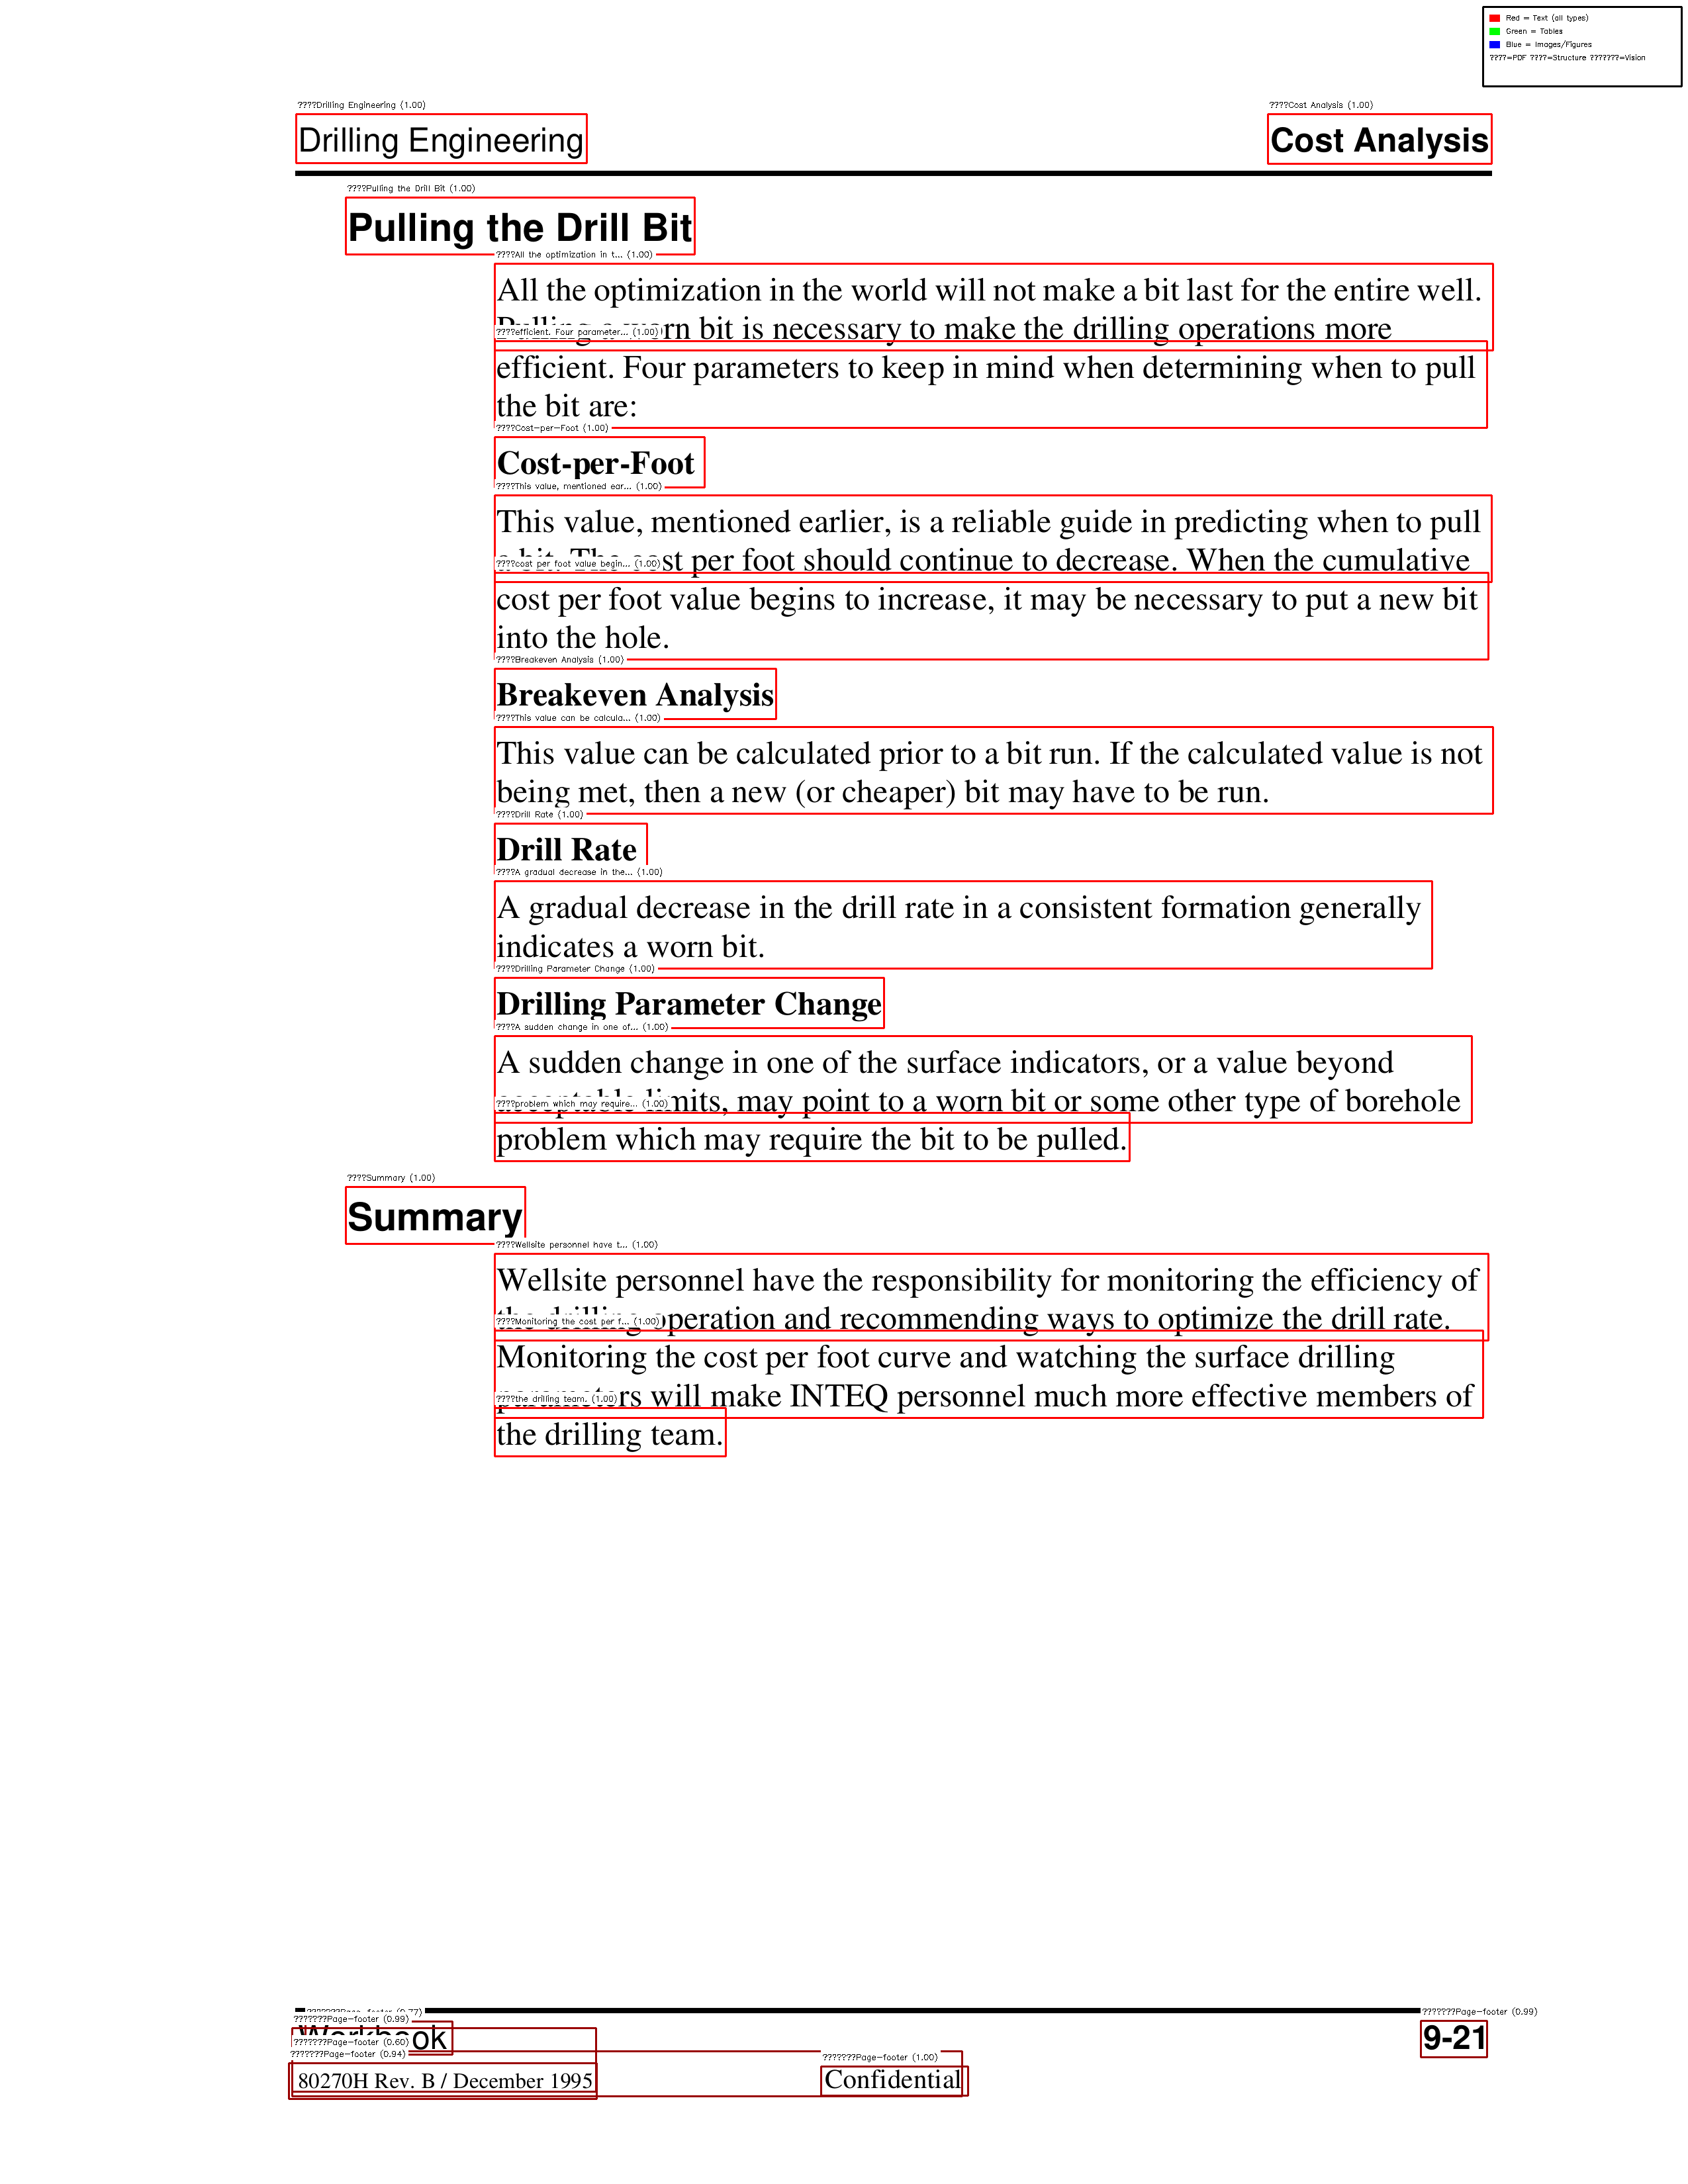 Red = Text (all types)
Green = Tables
Blue = Images/Figures
????=PDF ????=Structure ???????=Vision
????Drilling Engineering (1.00)
????Cost Analysis (1.00)
Drilling Engineering
Cost Analysis
????Pulling the Drill Bit (1.00)
Pulling the Drill Bit
????All the optimization in t... (1.00)
All the optimization in the world will not make a bit last for the entire well.
Pulling a worn bit is necessary to make the drilling operations more
????efficient. Four parameter... (1.00)
efficient. Four parameters to keep in mind when determining when to pull
the bit are:
????Cost-per-Foot (1.00)
Cost-per-Foot
????This value, mentioned ear... (1.00)
This value, mentioned earlier, is a reliable guide in predicting when to pull
a bit. The cost per foot should continue to decrease. When the cumulative
????cost per foot value begin... (1.00)
cost per foot value begins to increase, it may be necessary to put a new bit
into the hole.
????Breakeven Analysis (1.00)
Breakeven Analysis
????This value can be calcula... (1.00)
This value can be calculated prior to a bit run. If the calculated value is not
being met, then a new (or cheaper) bit may have to be run.
????Drill Rate (1.00)
Drill Rate
????A gradual decrease in the... (1.00)
A gradual decrease in the drill rate in a consistent formation generally
indicates a worn bit.
????Drilling Parameter Change (1.00)
Drilling Parameter Change
????A sudden change in one of... (1.00)
A sudden change in one of the surface indicators, or a value beyond
acceptable limits, may point to a worn bit or some other type of borehole
????problem which may require... (1.00)
problem which may require the bit to be pulled.
????Summary (1.00)
Summary
????Wellsite personnel have t... (1.00)
Wellsite personnel have the responsibility for monitoring the efficiency of
the drilling operation and recommending ways to optimize the drill rate.
????Monitoring the cost per f... (1.00)
Monitoring the cost per foot curve and watching the surface drilling
parameters will make INTEQ personnel much more effective members of
????the drilling team. (1.00)
the drilling team.
???????Page-footer (0.77)
???????Page-footer (0.99)
???????Page-footer (0.99)
Workbook
9-21
???????Page-footer (0.60)
???????Page-footer (0.94)
???????Page-footer (1.00)
80270H Rev. B / December 1995
Confidential